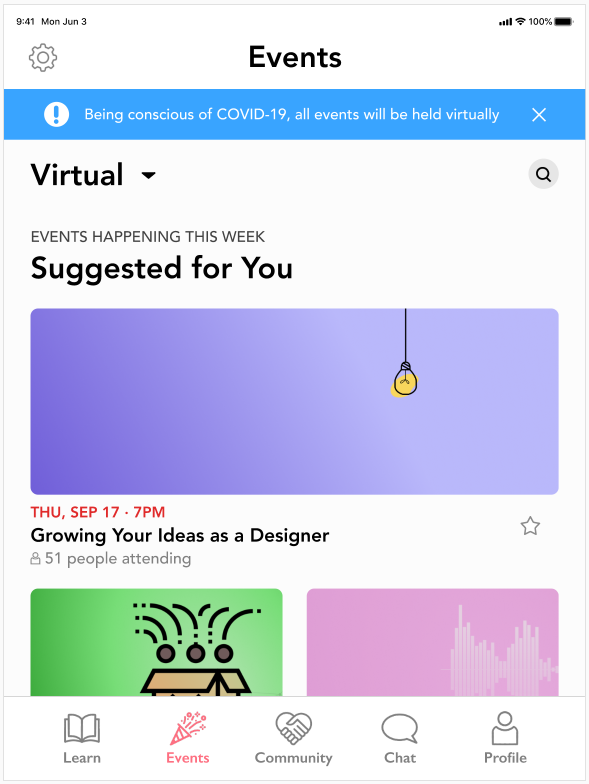 9:41 Mon Jun 3 100%
Events
Being conscious of COVID-19, all events will be held virtually
Virtual
EVENTS HAPPENING THIS WEEK
Suggested for You
THU, SEP 17 · 7PM
Growing Your Ideas as a Designer
51 people attending
Learn Events Community Chat Profile